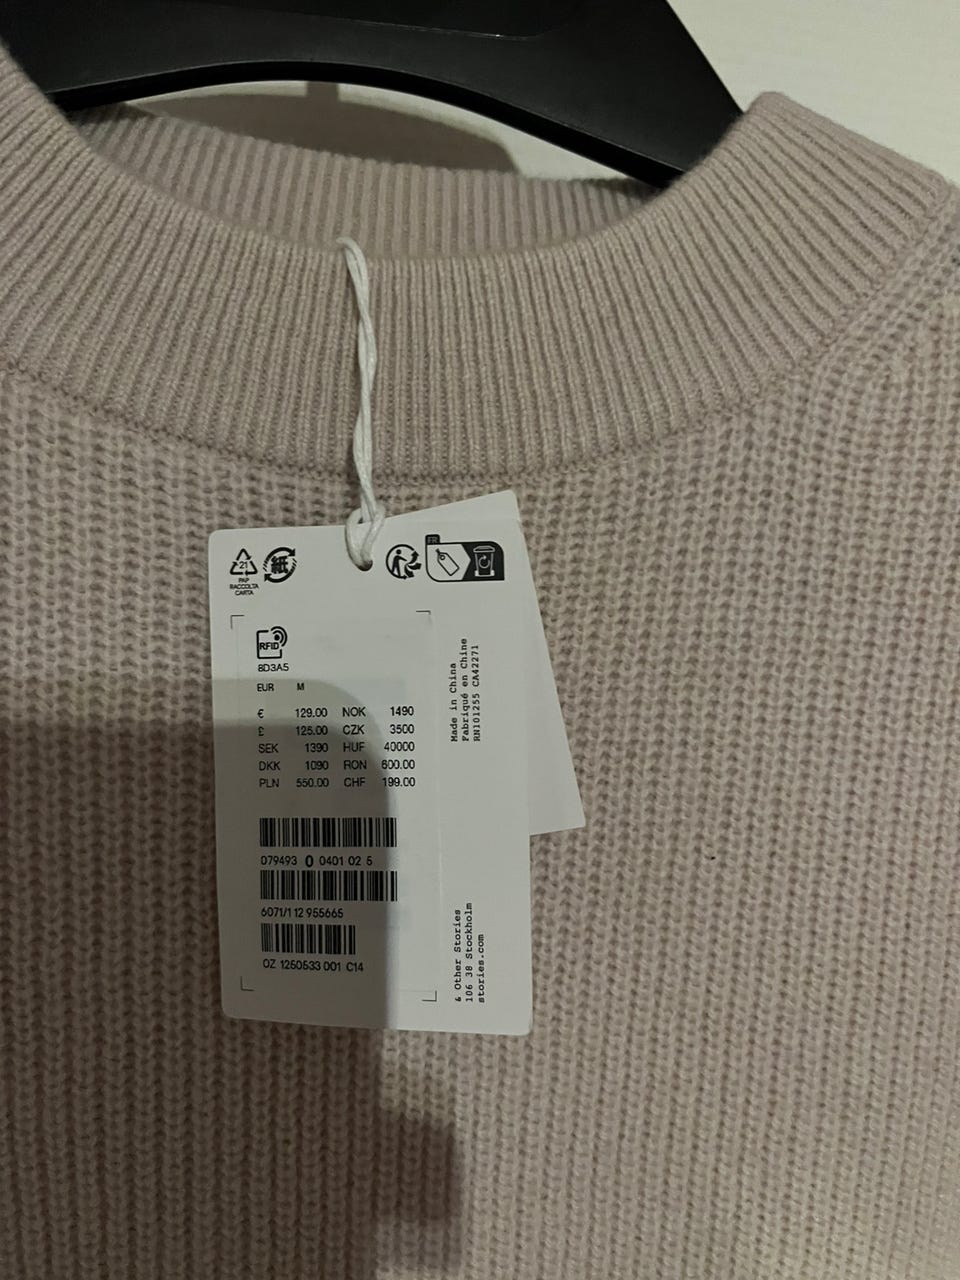 21
PAP
RACCOLTA
CARTA
紙
FR
RFID
8D3A5
EUR M
€ 129.00 NOK 1490
£ 125.00 CZK 3500
SEK 1390 HUF 40000
DKK 1090 RON 600.00
PLN 550.00 CHF 199.00
079493 0 0401 02 5
6071/112 955665
OZ 1250533 001 C14
Made in China
Fabriqué en Chine
RN101255 CA42271
& Other Stories
106 38 Stockholm
stories.com